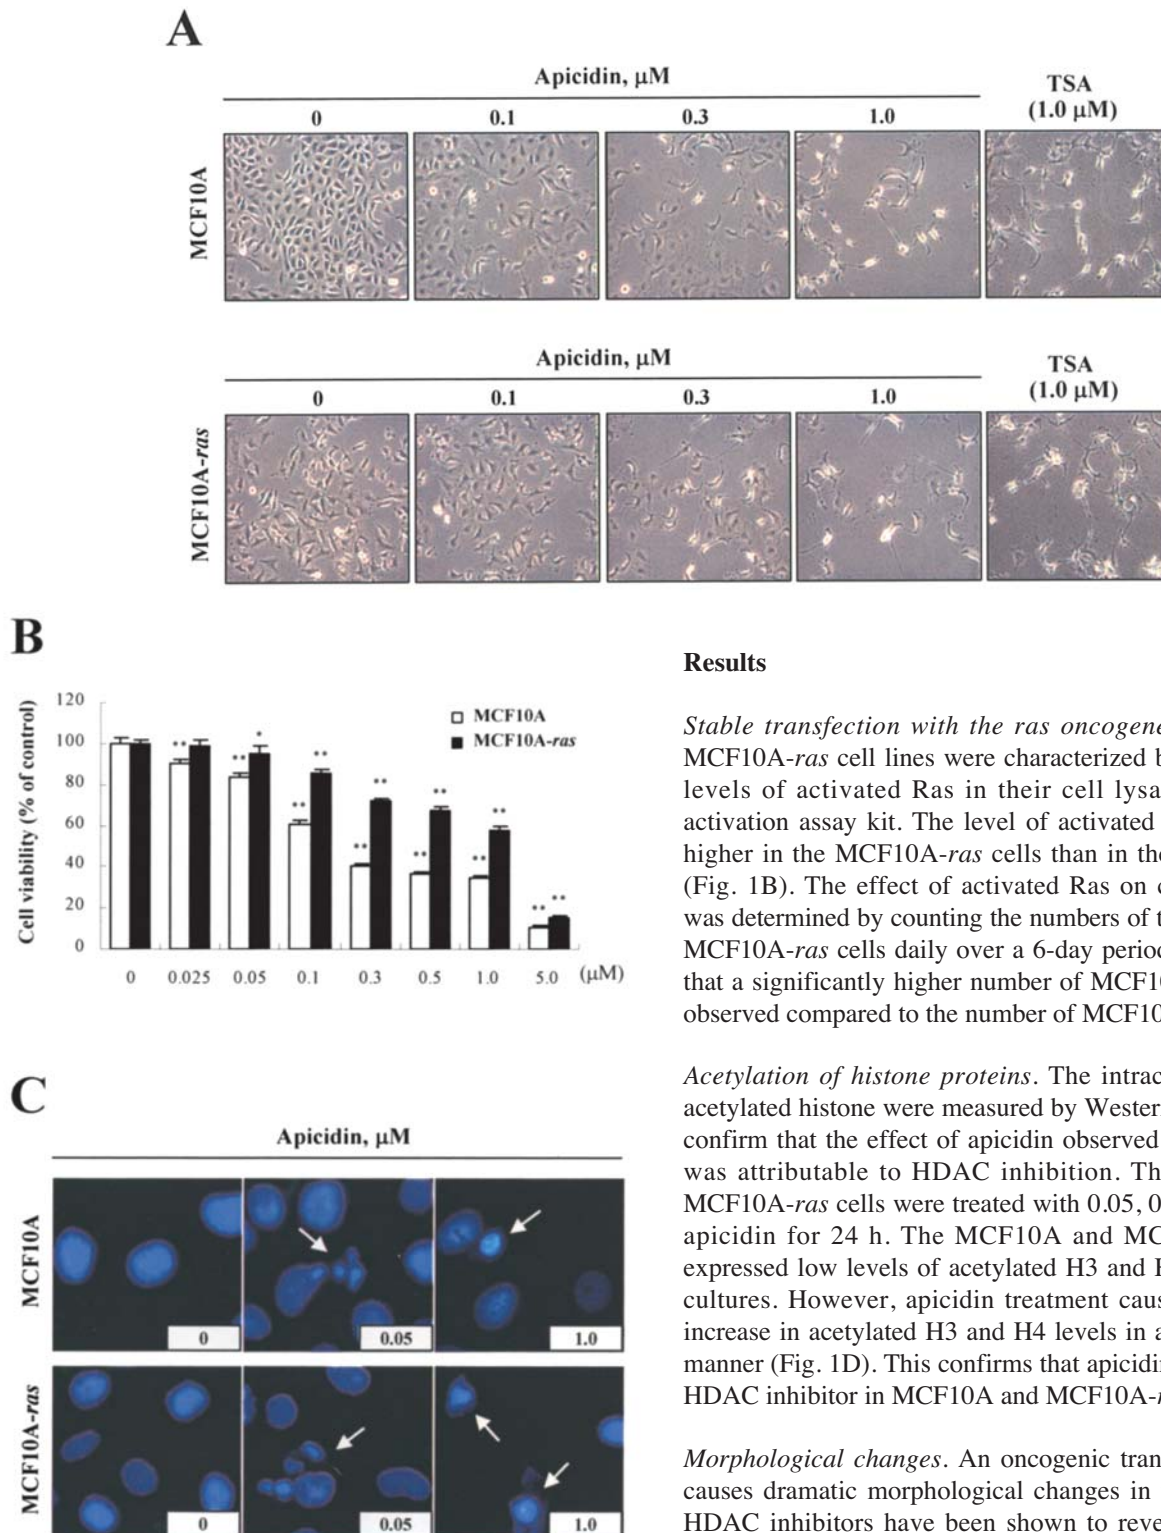 A
Apicidin, μM
TSA
(1.0 μM)
0 0.1 0.3 1.0
MCF10A
Apicidin, μM
TSA
(1.0 μM)
0 0.1 0.3 1.0
MCF10A-ras
B
Cell viability (% of control)
120
100
80
60
40
20
0
MCF10A
MCF10A-ras
** ** * ** ** ** ** ** ** ** ** ** **
0 0.025 0.05 0.1 0.3 0.5 1.0 5.0 (μM)
C
Apicidin, μM
MCF10A
0 0.05 1.0
MCF10A-ras
0 0.05 1.0
Results
Stable transfection with the ras oncogene
MCF10A-ras cell lines were characterized b
levels of activated Ras in their cell lysa
activation assay kit. The level of activated
higher in the MCF10A-ras cells than in the
(Fig. 1B). The effect of activated Ras on c
was determined by counting the numbers of t
MCF10A-ras cells daily over a 6-day period
that a significantly higher number of MCF10
observed compared to the number of MCF10
Acetylation of histone proteins. The intrac
acetylated histone were measured by Western
confirm that the effect of apicidin observed
was attributable to HDAC inhibition. Th
MCF10A-ras cells were treated with 0.05, 0
apicidin for 24 h. The MCF10A and MC
expressed low levels of acetylated H3 and H
cultures. However, apicidin treatment caus
increase in acetylated H3 and H4 levels in a
manner (Fig. 1D). This confirms that apicidin
HDAC inhibitor in MCF10A and MCF10A-r
Morphological changes. An oncogenic tran
causes dramatic morphological changes in
HDAC inhibitors have been shown to reve